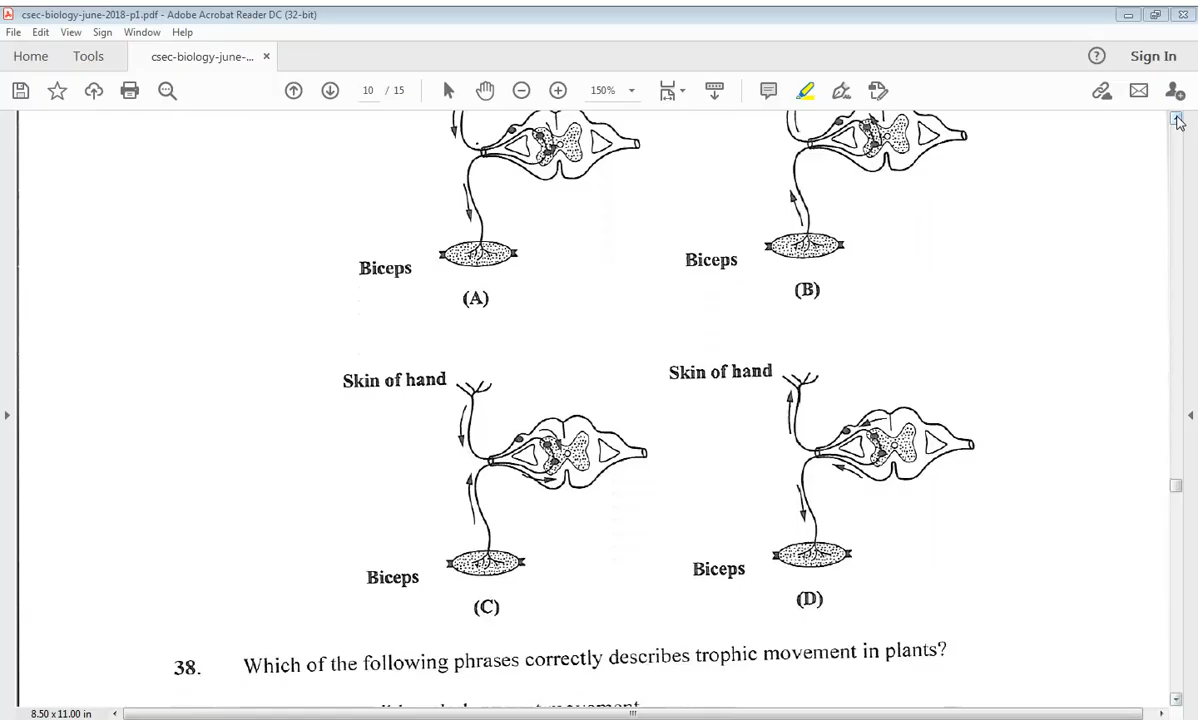 csec-biology-june-2018-p1.pdf - Adobe Acrobat Reader DC (32-bit)
File Edit View Sign Window Help
Home Tools csec-biology-june-... × Sign In
10 / 15 150%
Biceps
(A)
Biceps
(B)
Skin of hand
Biceps
(C)
Skin of hand
Biceps
(D)
38. Which of the following phrases correctly describes trophic movement in plants?
8.50 x 11.00 in